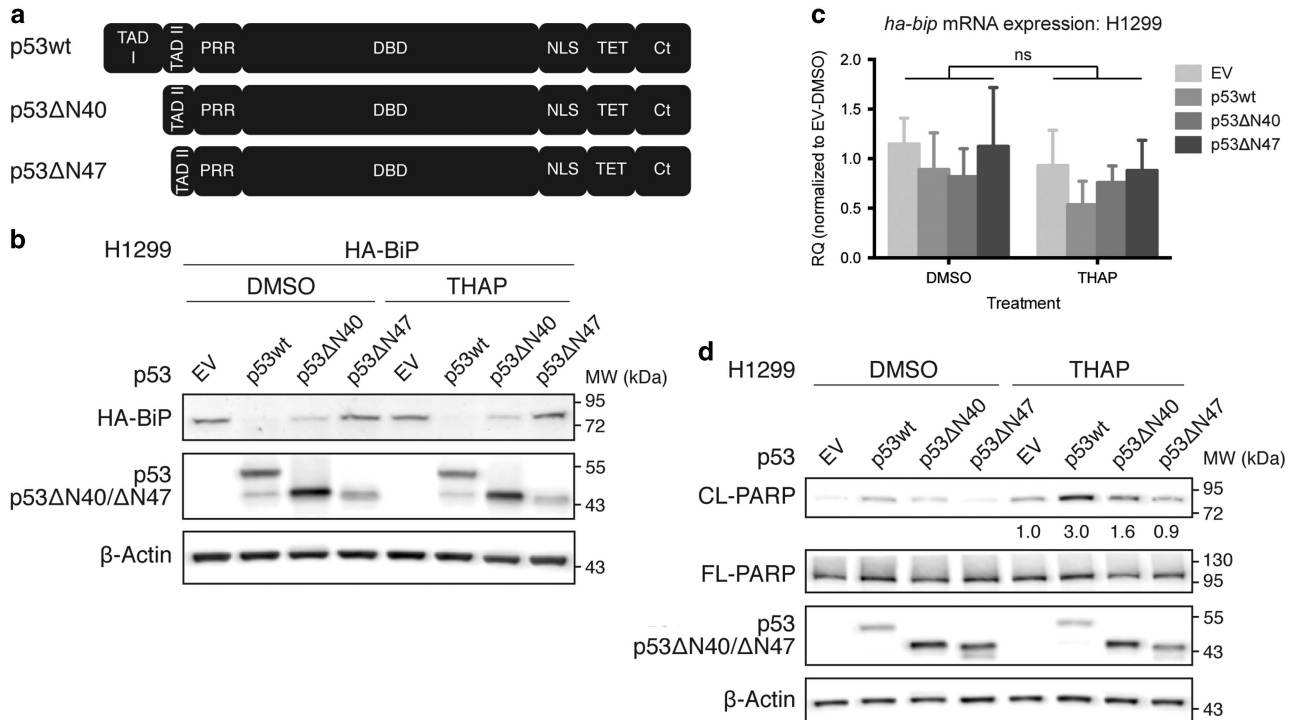 a
p53wt
TAD I
TAD II
PRR
DBD
NLS
TET
Ct
p53ΔN40
TAD II
PRR
DBD
NLS
TET
Ct
p53ΔN47
TAD II
PRR
DBD
NLS
TET
Ct
b
H1299
HA-BiP
DMSO
THAP
p53
EV
p53wt
p53ΔN40
p53ΔN47
EV
p53wt
p53ΔN40
p53ΔN47
MW (kDa)
HA-BiP
95
72
p53
p53ΔN40/ΔN47
55
43
β-Actin
43
c
ha-bip mRNA expression: H1299
RQ (normalized to EV-DMSO)
2.0
1.5
1.0
0.5
0.0
ns
DMSO
THAP
Treatment
EV
p53wt
p53ΔN40
p53ΔN47
d
H1299
DMSO
THAP
p53
EV
p53wt
p53ΔN40
p53ΔN47
EV
p53wt
p53ΔN40
p53ΔN47
MW (kDa)
CL-PARP
95
72
1.0 3.0 1.6 0.9
FL-PARP
130
95
p53
p53ΔN40/ΔN47
55
43
β-Actin
43